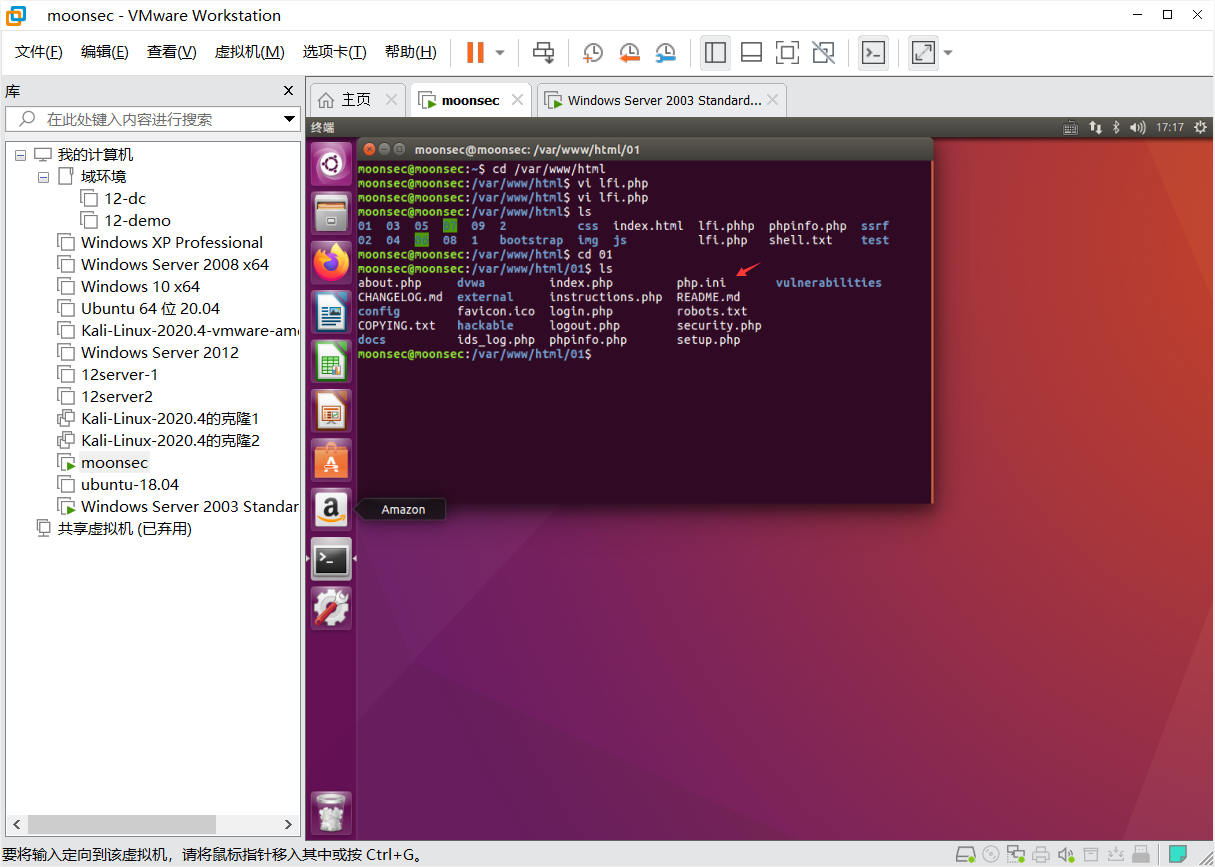 moonsec - VMware Workstation
文件(F) 编辑(E) 查看(V) 虚拟机(M) 选项卡(T) 帮助(H)
库
在此处键入内容进行搜索
我的计算机
域环境
12-dc
12-demo
Windows XP Professional
Windows Server 2008 x64
Windows 10 x64
Ubuntu 64 位 20.04
Kali-Linux-2020.4-vmware-am
Windows Server 2012
12server-1
12server2
Kali-Linux-2020.4的克隆1
Kali-Linux-2020.4的克隆2
moonsec
ubuntu-18.04
Windows Server 2003 Standar
共享虚拟机 (已弃用)
主页 moonsec Windows Server 2003 Standard...
终端 17:17
moonsec@moonsec: /var/www/html/01
moonsec@moonsec:~$ cd /var/www/html
moonsec@moonsec:/var/www/html$ vi lfi.php
moonsec@moonsec:/var/www/html$ vi lfi.php
moonsec@moonsec:/var/www/html$ ls
01 03 05 09 2 css index.html lfi.phhp phpinfo.php ssrf
02 04 08 1 bootstrap img js lfi.php shell.txt test
moonsec@moonsec:/var/www/html$ cd 01
moonsec@moonsec:/var/www/html/01$ ls
about.php dvwa index.php php.ini vulnerabilities
CHANGELOG.md external instructions.php README.md
config favicon.ico login.php robots.txt
COPYING.txt hackable logout.php security.php
docs ids_log.php phpinfo.php setup.php
moonsec@moonsec:/var/www/html/01$
Amazon
要将输入定向到该虚拟机，请将鼠标指针移入其中或按 Ctrl+G。